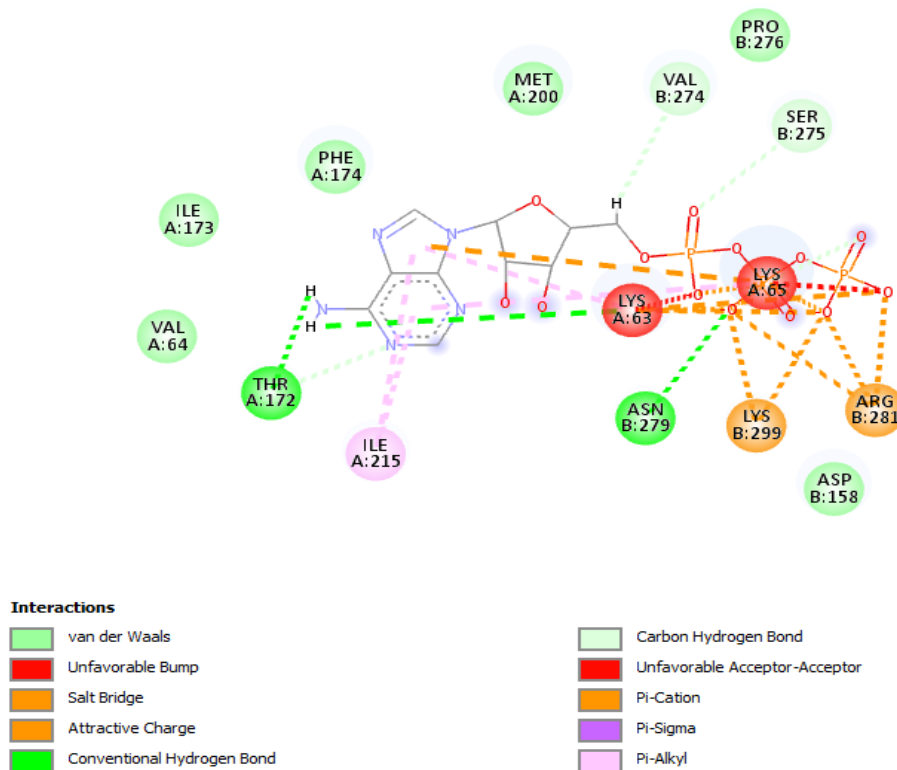 PRO
B:276
MET
A:200
VAL
B:274
SER
B:275
PHE
A:174
ILE
A:173
H
O
O
O
N
N
P
O
O
P
LYS
A:65
O
O
O
LYS
A:63
O
O
O
O
H
N
H
N
N
VAL
A:64
THR
A:172
ASN
B:279
LYS
B:299
ARG
B:281
ILE
A:215
ASP
B:158
Interactions
van der Waals
Unfavorable Bump
Salt Bridge
Attractive Charge
Conventional Hydrogen Bond
Carbon Hydrogen Bond
Unfavorable Acceptor-Acceptor
Pi-Cation
Pi-Sigma
Pi-Alkyl